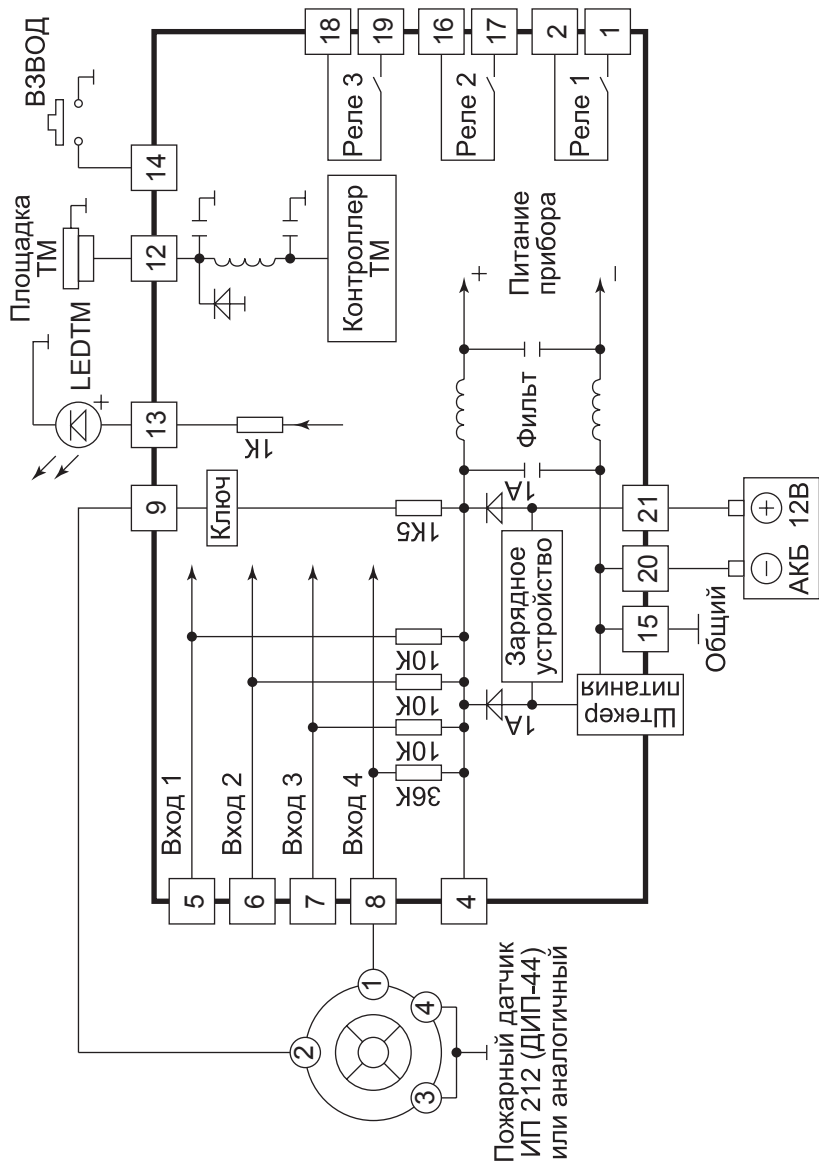 ВЗВОД
Площадка
ТМ
LEDTM
+
14
12
13
9
Ключ
1К
1К5
Контроллер
ТМ
18
19
16
17
2
1
Реле 3
Реле 2
Реле 1
Вход 1
Вход 2
Вход 3
Вход 4
5
6
7
8
4
10К
10К
10К
36К
+
Питание
прибора
−
Фильт
1А
1А
Зарядное
устройство
Штекер
питания
15
20
21
Общий
АКБ 12В
− +
1
2
3
4
Пожарный датчик
ИП 212 (ДИП-44)
или аналогичный